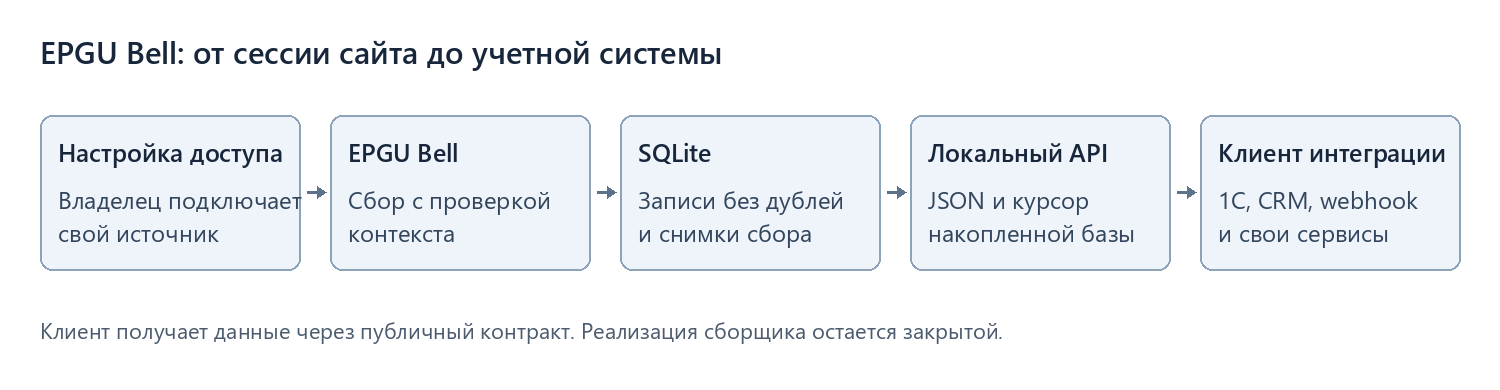 EPGU Bell: от сессии сайта до учетной системы
Настройка доступа
Владелец подключает
свой источник
EPGU Bell
Сбор с проверкой
контекста
SQLite
Записи без дублей
и снимки сбора
Локальный API
JSON и курсор
накопленной базы
Клиент интеграции
1С, CRM, webhook
и свои сервисы
Клиент получает данные через публичный контракт. Реализация сборщика остается закрытой.